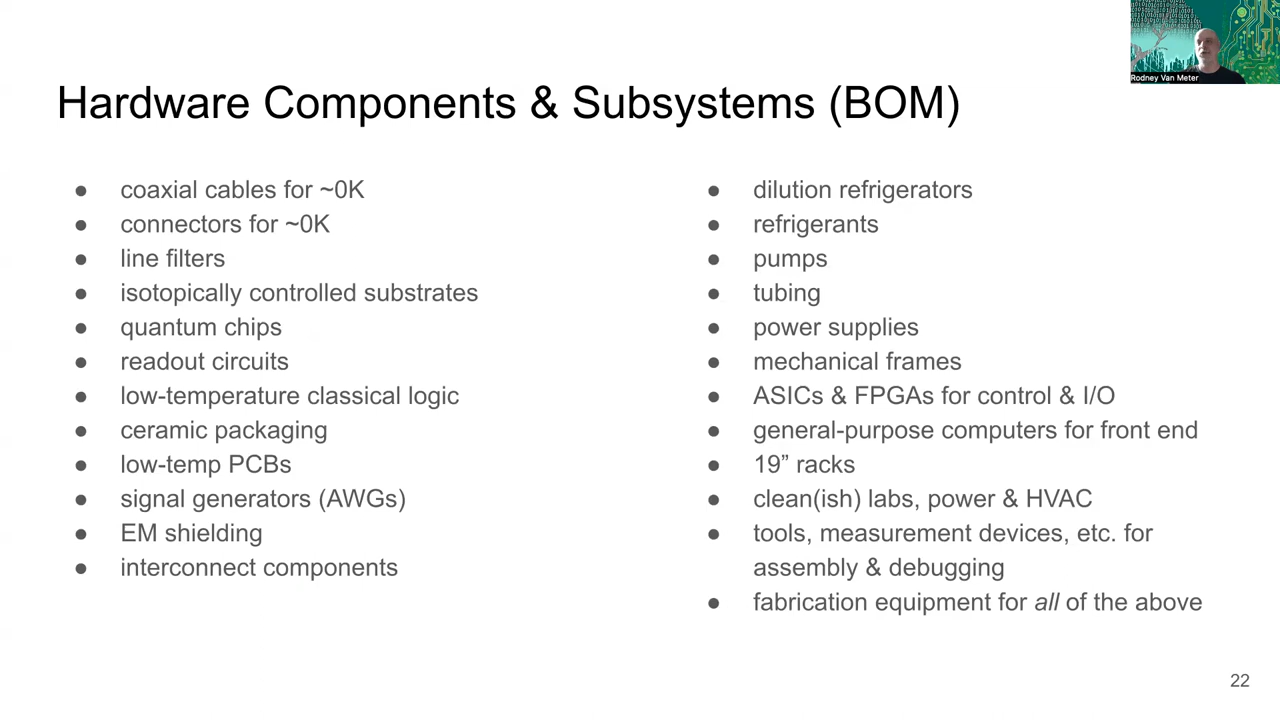 Rodney Van Meter
Hardware Components & Subsystems (BOM)
● coaxial cables for ~0K
● connectors for ~0K
● line filters
● isotopically controlled substrates
● quantum chips
● readout circuits
● low-temperature classical logic
● ceramic packaging
● low-temp PCBs
● signal generators (AWGs)
● EM shielding
● interconnect components
● dilution refrigerators
● refrigerants
● pumps
● tubing
● power supplies
● mechanical frames
● ASICs & FPGAs for control & I/O
● general-purpose computers for front end
● 19” racks
● clean(ish) labs, power & HVAC
● tools, measurement devices, etc. for
assembly & debugging
● fabrication equipment for all of the above
22